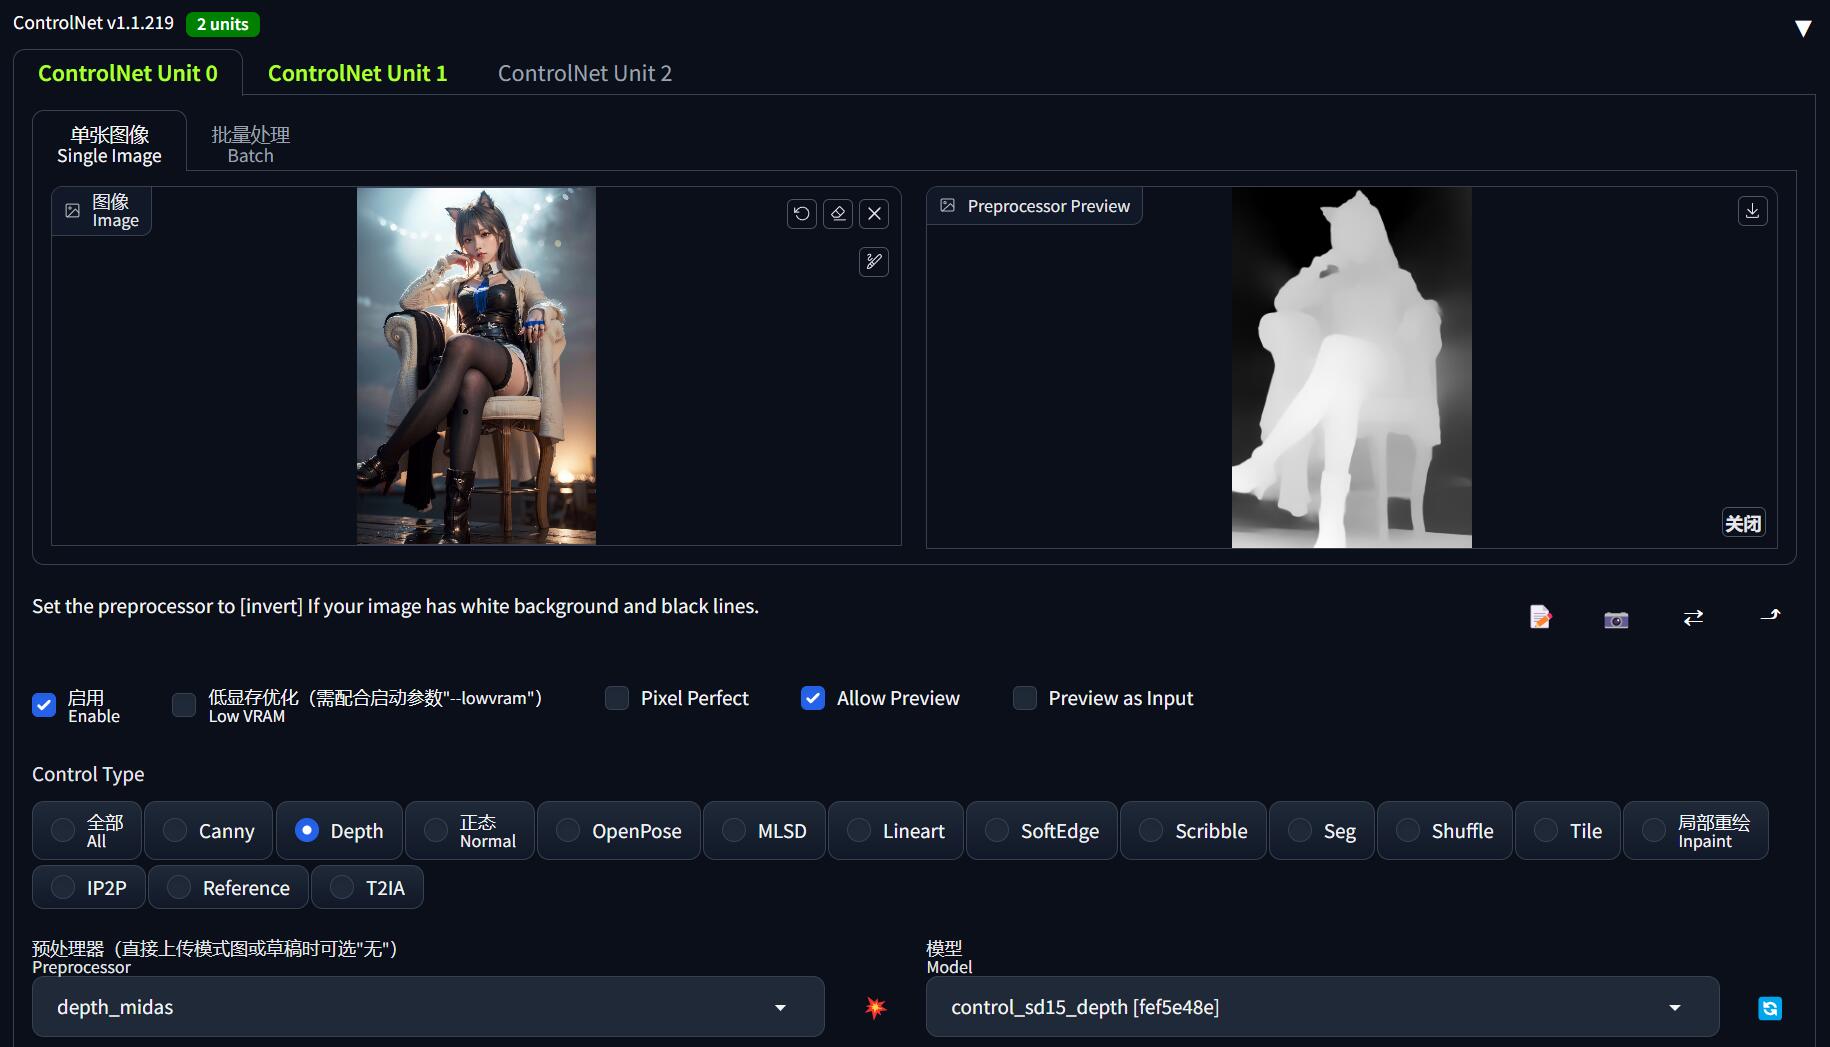 ControlNet v1.1.219
2 units
ControlNet Unit 0
ControlNet Unit 1
ControlNet Unit 2
单张图像
Single Image
批量处理
Batch
图像
Image
Preprocessor Preview
关闭
Set the preprocessor to [invert] If your image has white background and black lines.
启用
Enable
低显存优化（需配合启动参数"--lowvram"）
Low VRAM
Pixel Perfect
Allow Preview
Preview as Input
Control Type
全部
All
Canny
Depth
正态
Normal
OpenPose
MLSD
Lineart
SoftEdge
Scribble
Seg
Shuffle
Tile
局部重绘
Inpaint
IP2P
Reference
T2IA
预处理器（直接上传模式图或草稿时可选"无"）
Preprocessor
depth_midas
模型
Model
control_sd15_depth [fef5e48e]